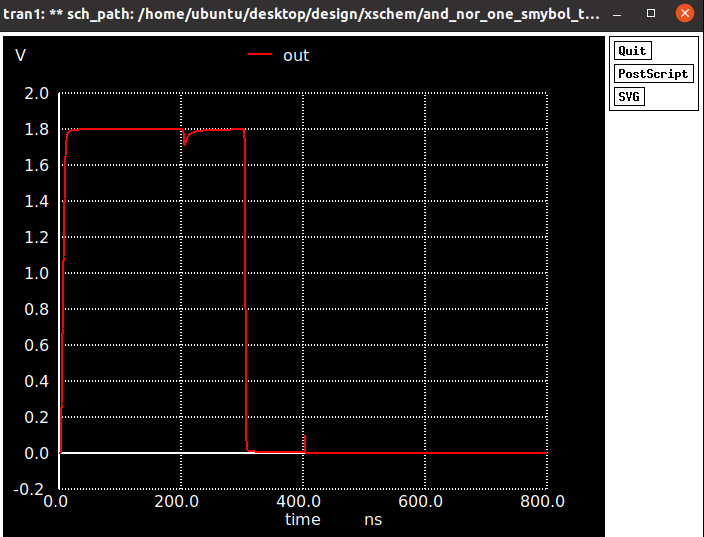 tran1: ** sch_path: /home/ubuntu/desktop/design/xschem/and_nor_one_smybol_t...
Quit
PostScript
SVG
V
out
2.0
1.8
1.6
1.4
1.2
1.0
0.8
0.6
0.4
0.2
0.0
-0.2
0.0 200.0 400.0 600.0 800.0
time ns